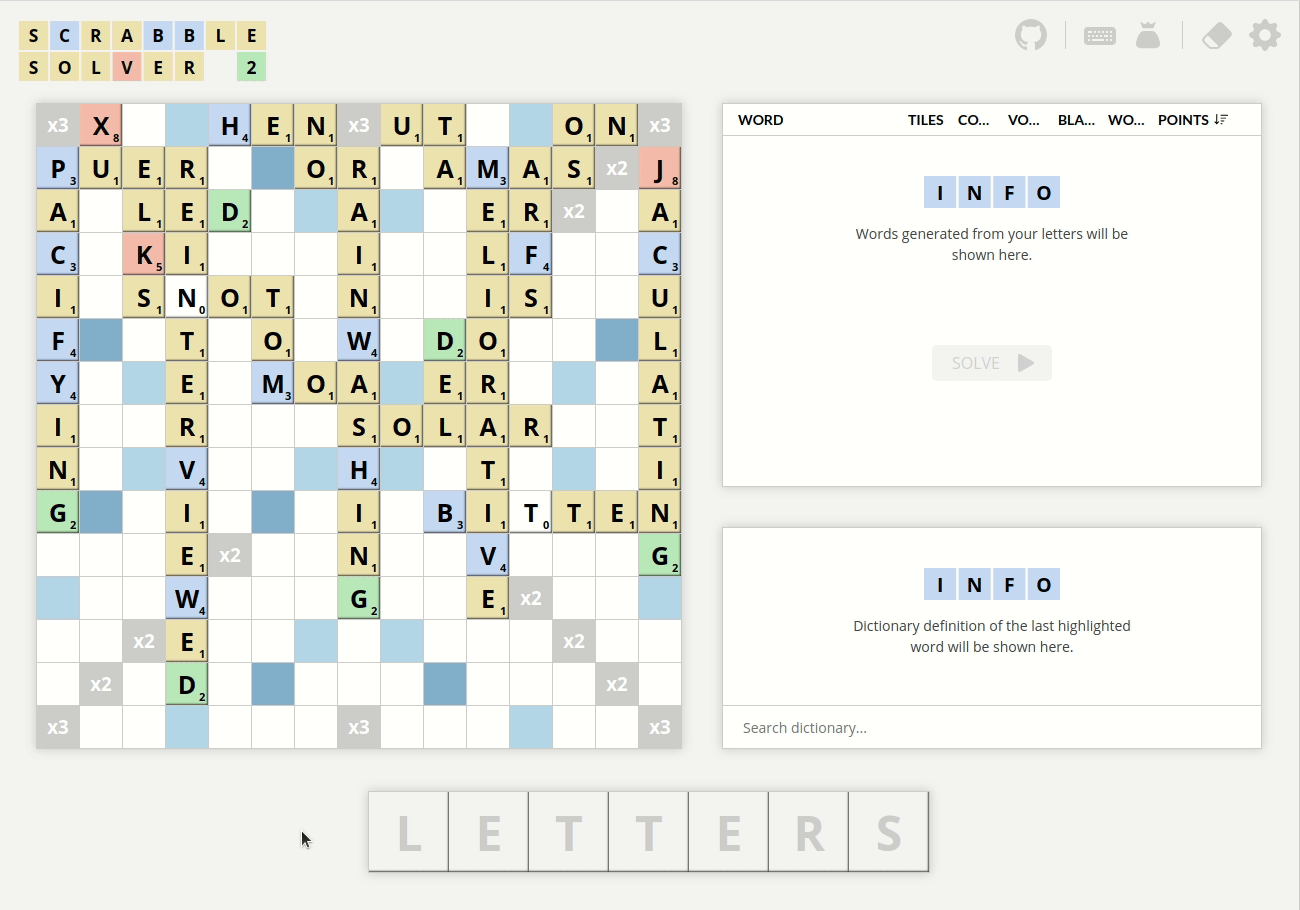 SCRABBLE
SOLVER 2
x3 X8 H4 E1 N1 x3 U1 T1 O1 N1 x3
P3 U1 E1 R1 O1 R1 A1 M3 A1 S1 x2 J8
A1 L1 E1 D2 A1 E1 R1 x2 A1
C3 K5 I1 I1 L1 F4 C3
I1 S1 N0 O1 T1 N1 I1 S1 U1
F4 T1 O1 W4 D2 O1 L1
Y4 E1 M3 O1 A1 E1 R1 A1
I1 R1 S1 O1 L1 A1 R1 T1
N1 V4 H4 T1 I1
G2 I1 I1 B3 I1 T0 T1 E1 N1
E1 x2 N1 V4 G2
W4 G2 E1 x2
x2 E1 x2
x2 D2 x2
x3 x3 x3
WORD TILES CO... VO... BLA... WO... POINTS
INFO
Words generated from your letters will be
shown here.
SOLVE
INFO
Dictionary definition of the last highlighted
word will be shown here.
Search dictionary...
LETTERS